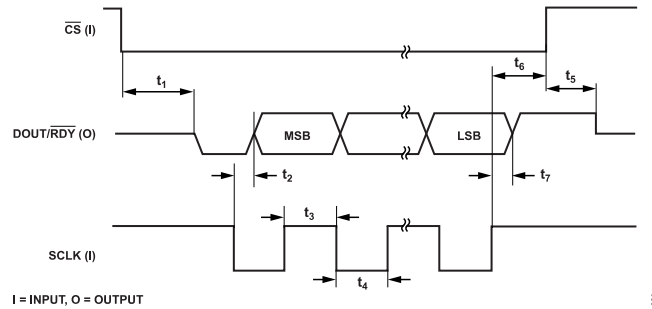 CS (I)
t6
t1
t5
DOUT/RDY (O)
MSB
LSB
t2
t7
t3
SCLK (I)
t4
I = INPUT, O = OUTPUT